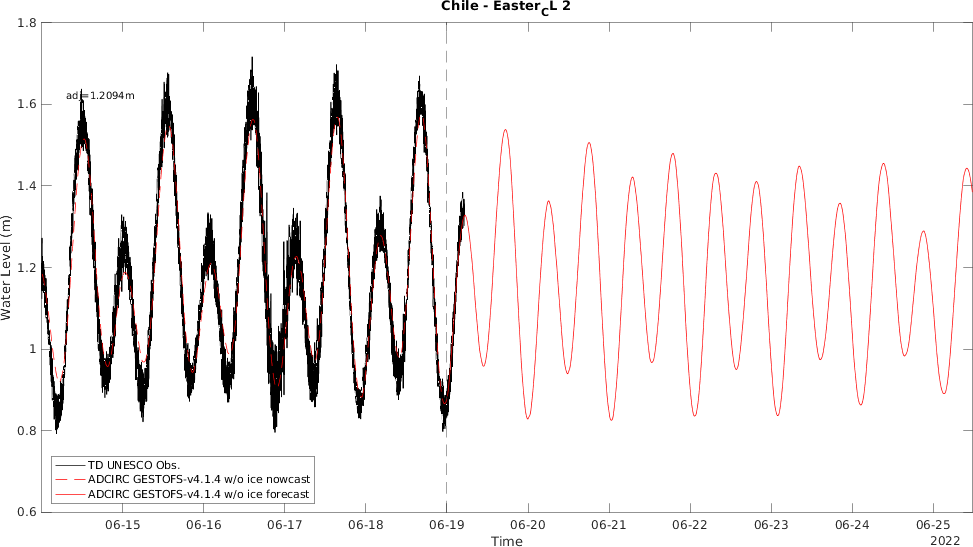 Chile - EasterCL 2
1.8
1.6
1.4
1.2
1
0.8
0.6
Water Level (m)
adj=1.2094m
TD UNESCO Obs.
ADCIRC GESTOFS-v4.1.4 w/o ice nowcast
ADCIRC GESTOFS-v4.1.4 w/o ice forecast
06-15 06-16 06-17 06-18 06-19 06-20 06-21 06-22 06-23 06-24 06-25
Time
2022